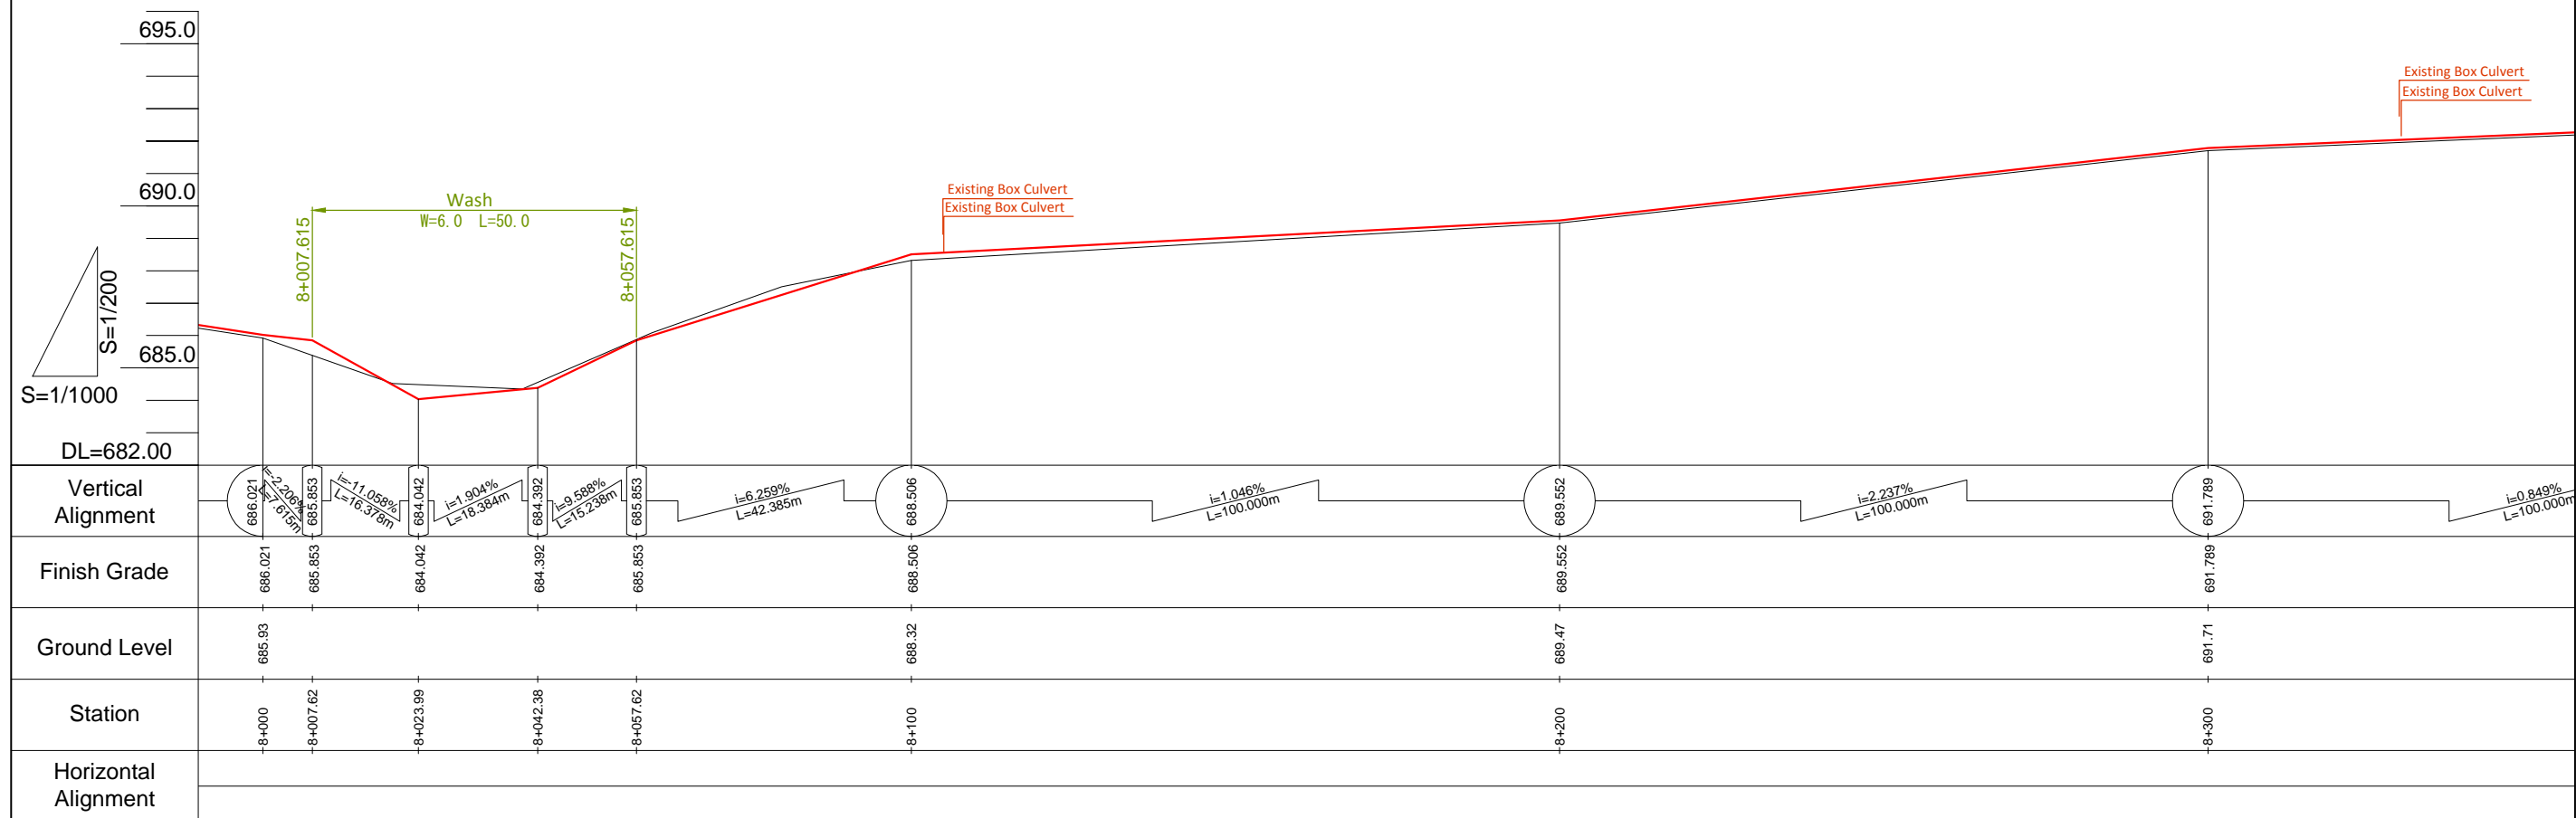 695.0
690.0
685.0
DL=682.00
S=1/200
S=1/1000
Wash
W=6.0 L=50.0
8+007.615
8+057.615
Existing Box Culvert
Existing Box Culvert
Existing Box Culvert
Existing Box Culvert
Vertical
Alignment
686.021
i=-2.206%
L=7.615m
685.853
i=-11.058%
L=16.378m
684.042
i=1.904%
L=18.384m
684.392
i=9.588%
L=15.238m
685.853
i=6.259%
L=42.385m
688.506
i=1.046%
L=100.000m
689.552
i=2.237%
L=100.000m
691.789
i=0.849%
L=100.000m
Finish Grade
686.021
685.853
684.042
684.392
685.853
688.506
689.552
691.789
Ground Level
685.93
688.32
689.47
691.71
Station
8+000
8+007.62
8+023.99
8+042.38
8+057.62
8+100
8+200
8+300
Horizontal
Alignment